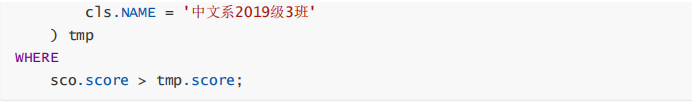 cls.NAME = '中文系2019级3班'
) tmp
WHERE
sco.score > tmp.score;